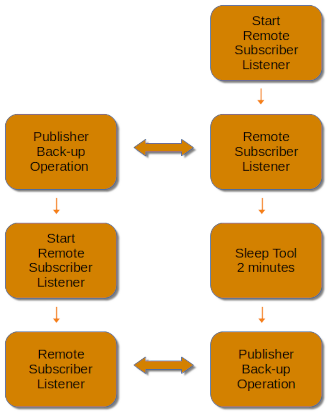 Start
Remote
Subscriber
Listener
Publisher
Back-up
Operation
Remote
Subscriber
Listener
Start
Remote
Subscriber
Listener
Sleep Tool
2 minutes
Remote
Subscriber
Listener
Publisher
Back-up
Operation